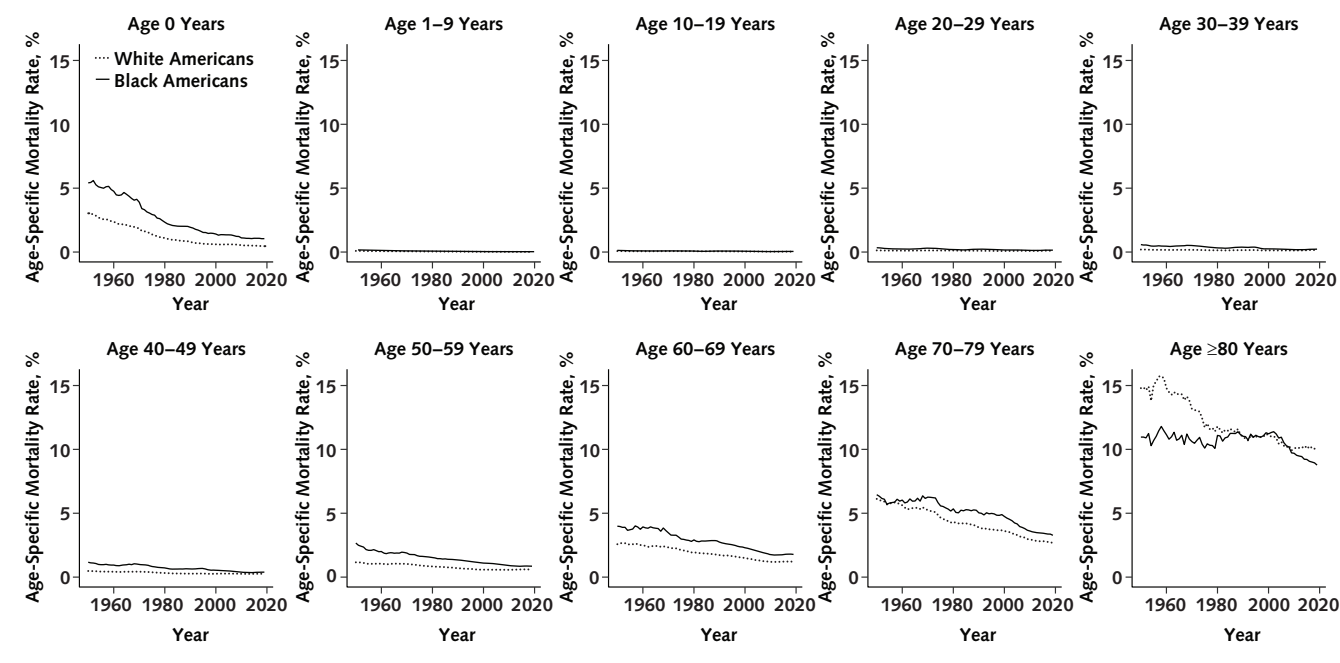 Age 0 Years
Age-Specific Mortality Rate, %
15
10
5
0
White Americans
Black Americans
1960 1980 2000 2020
Year
Age 1–9 Years
Age-Specific Mortality Rate, %
15
10
5
0
1960 1980 2000 2020
Year
Age 10–19 Years
Age-Specific Mortality Rate, %
15
10
5
0
1960 1980 2000 2020
Year
Age 20–29 Years
Age-Specific Mortality Rate, %
15
10
5
0
1960 1980 2000 2020
Year
Age 30–39 Years
Age-Specific Mortality Rate, %
15
10
5
0
1960 1980 2000 2020
Year
Age 40–49 Years
Age-Specific Mortality Rate, %
15
10
5
0
1960 1980 2000 2020
Year
Age 50–59 Years
Age-Specific Mortality Rate, %
15
10
5
0
1960 1980 2000 2020
Year
Age 60–69 Years
Age-Specific Mortality Rate, %
15
10
5
0
1960 1980 2000 2020
Year
Age 70–79 Years
Age-Specific Mortality Rate, %
15
10
5
0
1960 1980 2000 2020
Year
Age ≥80 Years
Age-Specific Mortality Rate, %
15
10
5
0
1960 1980 2000 2020
Year